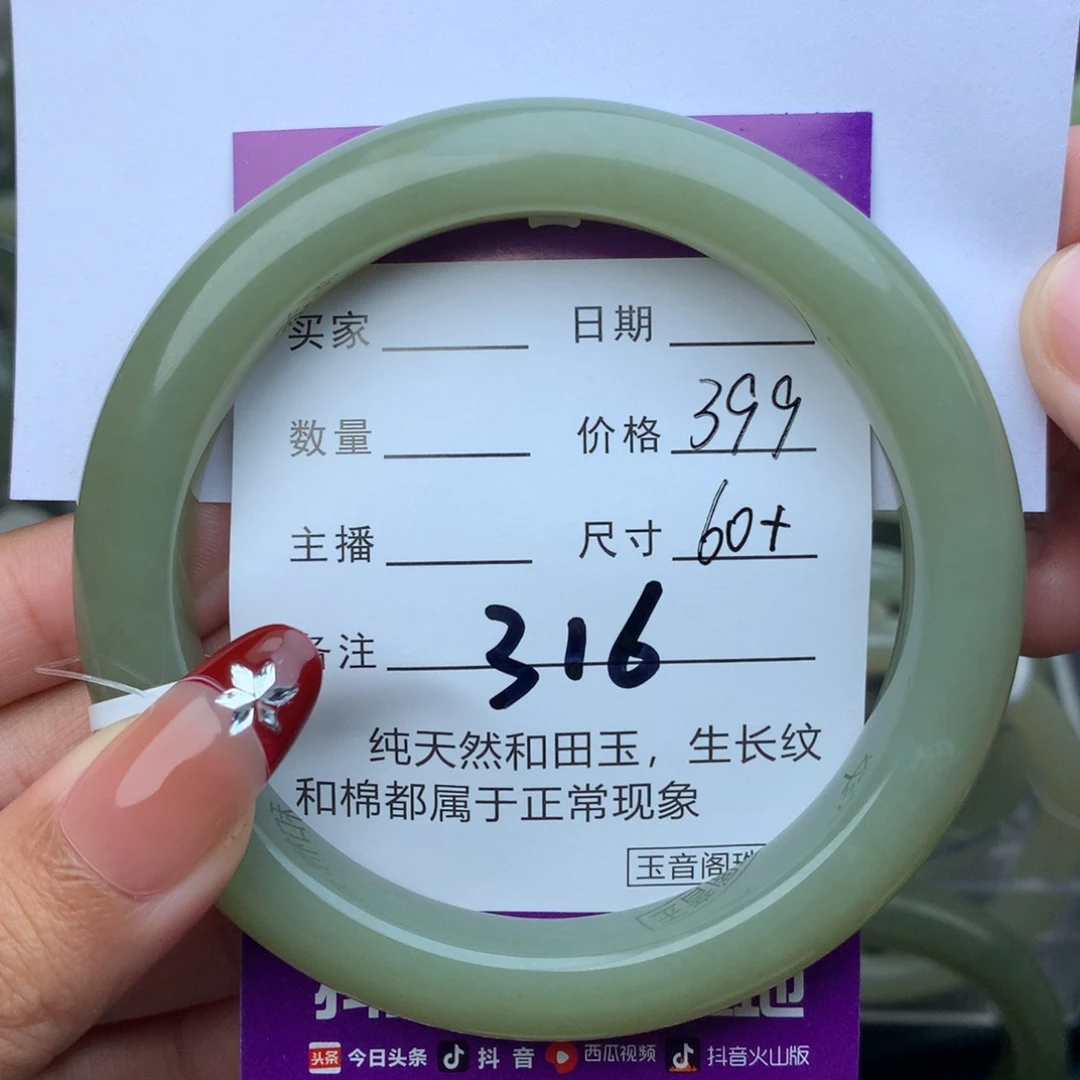 买家 日期
数量 价格 399
主播 尺寸 60+
备注 316
纯天然和田玉，生长纹
和棉都属于正常现象
玉音阁珠
头条 今日头条 抖音 西瓜视频 抖音火山版